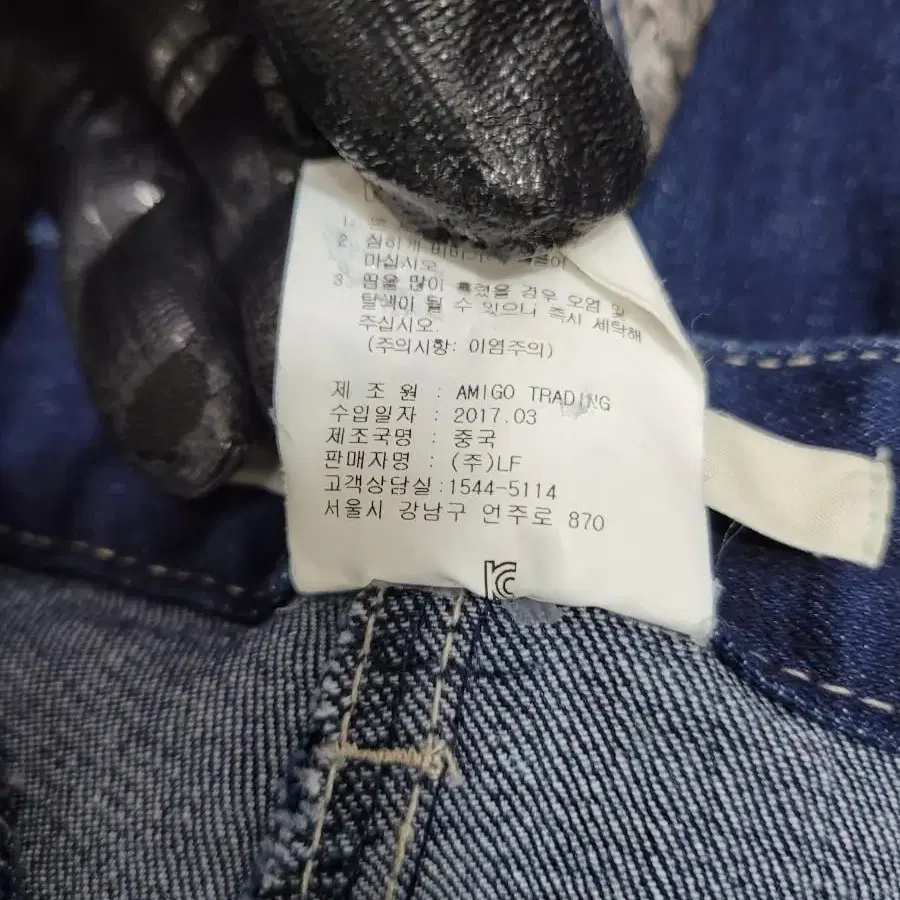 1.
2. 심하게 비비거나
마십시오.
3. 땀을 많이 흘렸을 경우 오염 및
탈색이 될 수 있으니 즉시 세탁해
주십시오.
(주의시항: 이염주의)
제 조 원 : AMIGO TRADING
수입일자 : 2017.03
제조국명 : 중국
판매자명 : (주)LF
고객상담실:1544-5114
서울시 강남구 언주로 870
KC